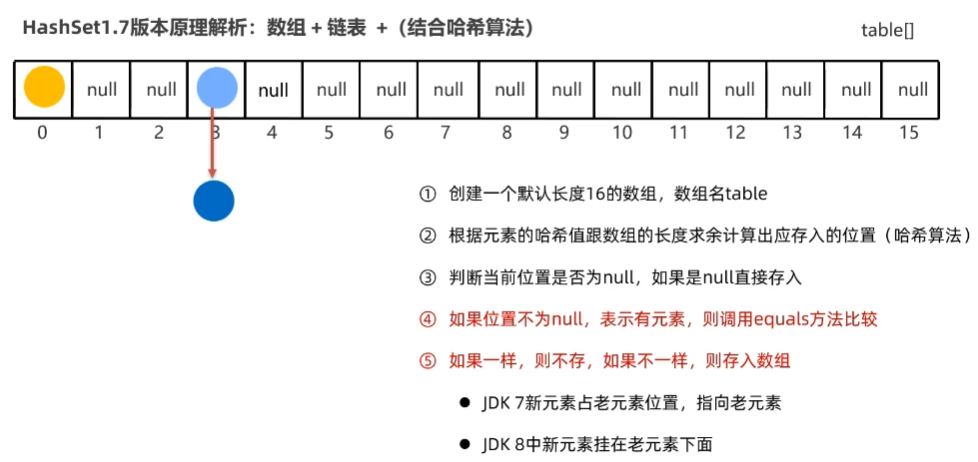 HashSet1.7版本原理解析：数组 + 链表 +（结合哈希算法）
table[]
null null null null null null null null null null null null null null
0 1 2 3 4 5 6 7 8 9 10 11 12 13 14 15
① 创建一个默认长度16的数组，数组名table
② 根据元素的哈希值跟数组的长度求余计算出应存入的位置（哈希算法）
③ 判断当前位置是否为null，如果是null直接存入
④ 如果位置不为null，表示有元素，则调用equals方法比较
⑤ 如果一样，则不存，如果不一样，则存入数组
● JDK 7新元素占老元素位置，指向老元素
● JDK 8中新元素挂在老元素下面